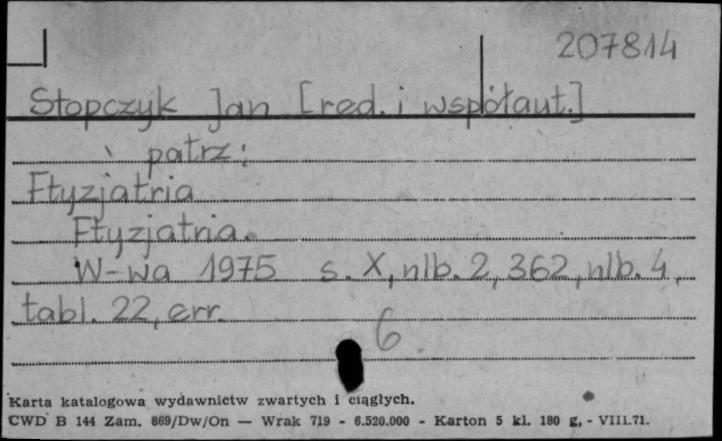 207814
Stopczyk Jan [red. i współaut.]
patrz:
Ftyzjatria
Ftyzjatria.
W-wa 1975 s. X, nlb. 2, 362, nlb. 4,
tabl. 22, err.
6
Karta katalogowa wydawnictw zwartych i ciągłych.
CWD B 144 Zam. 869/Dw/On — Wrak 719 - 6.520.000 - Karton 5 kl. 180 g. - VIII.71.